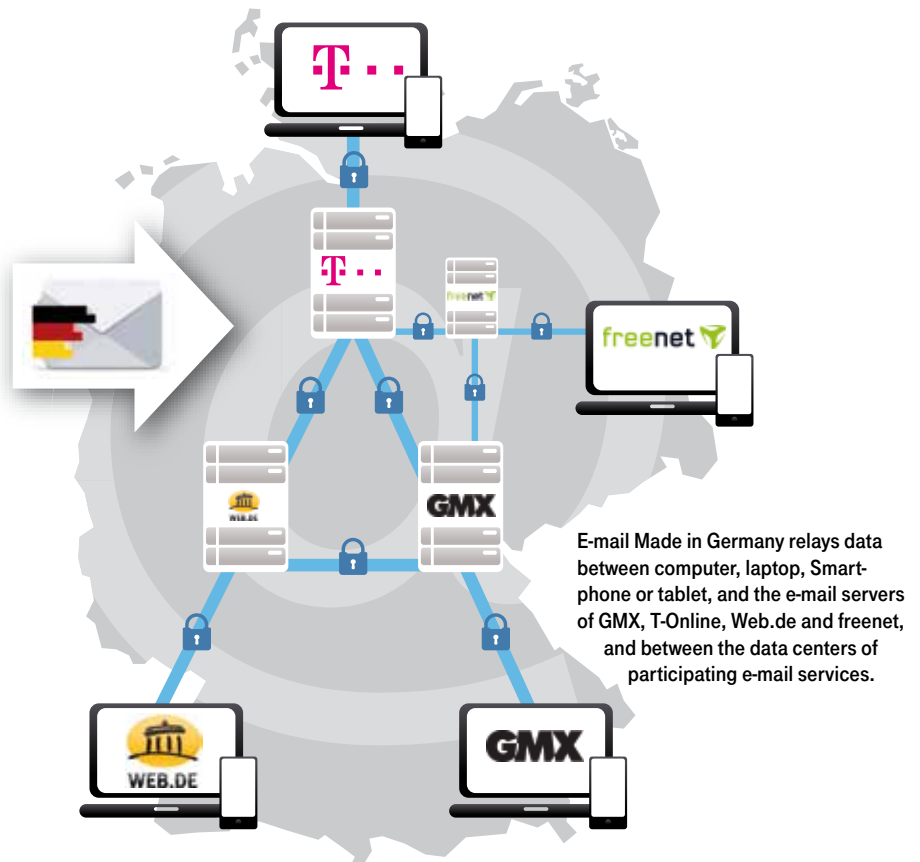 T
T
freenet
freenet
WEB.DE
GMX
E-mail Made in Germany relays data
between computer, laptop, Smart-
phone or tablet, and the e-mail servers
of GMX, T-Online, Web.de and freenet,
and between the data centers of
participating e-mail services.
WEB.DE
GMX